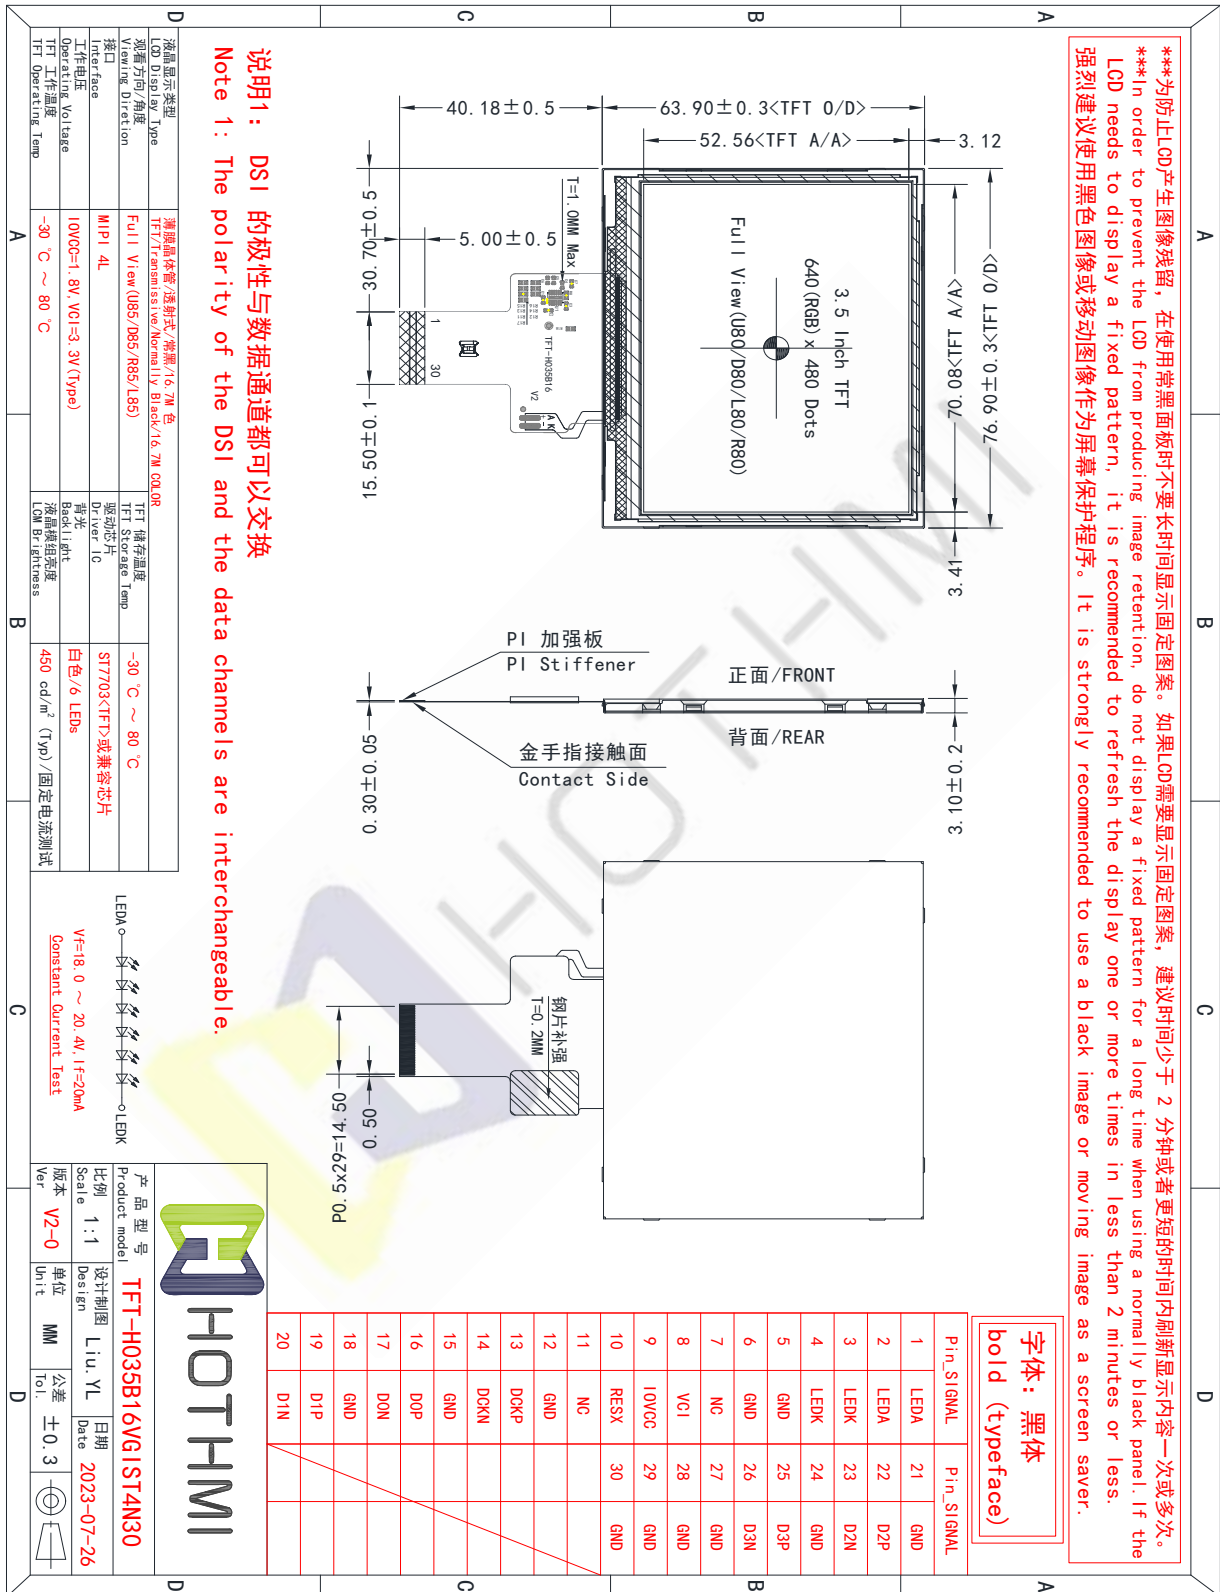 ***为防止LCD产生图像残留，在使用常黑面板时不要长时间显示固定图案。如果LCD需要显示固定图案，建议时间少于 2 分钟或者更短的时间内刷新显示内容一次或多次。
***In order to prevent the LCD from producing image retention, do not display a fixed pattern for a long time when using a normally black panel. If the
LCD needs to display a fixed pattern, it is recommended to refresh the display one or more times in less than 2 minutes or less.
强烈建议使用黑色图像或移动图像作为屏幕保护程序。It is strongly recommended to use a black image or moving image as a screen saver.
A
B
C
D
A
B
C
D
A
B
C
D
A
B
C
D
76.90±0.3<TFT O/D>
70.08<TFT A/A>
3.41
3.12
63.90±0.3<TFT O/D>
52.56<TFT A/A>
40.18±0.5
3.5 Inch TFT
640(RGB) x 480 Dots
Full View(U80/D80/L80/R80)
T=1.0MM Max
TFT-H035B16
V2
A K
+ -
5.00±0.5
1
30
30.70±0.5
15.50±0.1
3.10±0.2
正面/FRONT
背面/REAR
PI 加强板
PI Stiffener
金手指接触面
Contact Side
0.30±0.05
钢片补强
T=0.2MM
0.50
P0.5x29=14.50
字体：黑体
bold (typeface)
Pin_SIGNAL Pin_SIGNAL
1 LEDA 21 GND
2 LEDA 22 D2P
3 LEDK 23 D2N
4 LEDK 24 GND
5 GND 25 D3P
6 GND 26 D3N
7 NC 27 GND
8 VCI 28 GND
9 IOVCC 29 GND
10 RESX 30 GND
11 NC
12 GND
13 DCKP
14 DCKN
15 GND
16 D0P
17 D0N
18 GND
19 D1P
20 D1N
说明1： DSI 的极性与数据通道都可以交换
Note 1: The polarity of the DSI and the data channels are interchangeable.
液晶显示类型
LCD Display Type
薄膜晶体管/透射式/常黑/16.7M 色
TFT/Transmissive/Normally Black/16.7M COLOR
观看方向/角度
Viewing Diretion
Full View(U85/D85/R85/L85)
TFT 储存温度
TFT Storage Temp
-30 ℃ ～ 80 ℃
接口
Interface
MIPI 4L
驱动芯片
Driver IC
ST7703<TFT>或兼容芯片
工作电压
Operating Voltage
IOVCC=1.8V, VCI=3.3V(Type)
背光
Backlight
白色/6 LEDs
TFT 工作温度
TFT Operating Temp
-30 ℃ ～ 80 ℃
液晶模组亮度
LCM Brightness
450 cd/m² (Typ)/固定电流测试
LEDA
LEDK
Vf=18.0 ～ 20.4V, If=20mA
Constant Current Test
HOTHMI
HOTHMI
产品型号
Product model
TFT-H035B16VGIST4N30
比例
Scale
1:1
设计制图
Design
Liu.YL
日期
Date
2023-07-26
版本
Ver
V2-0
单位
Unit
MM
公差
Tol.
±0.3